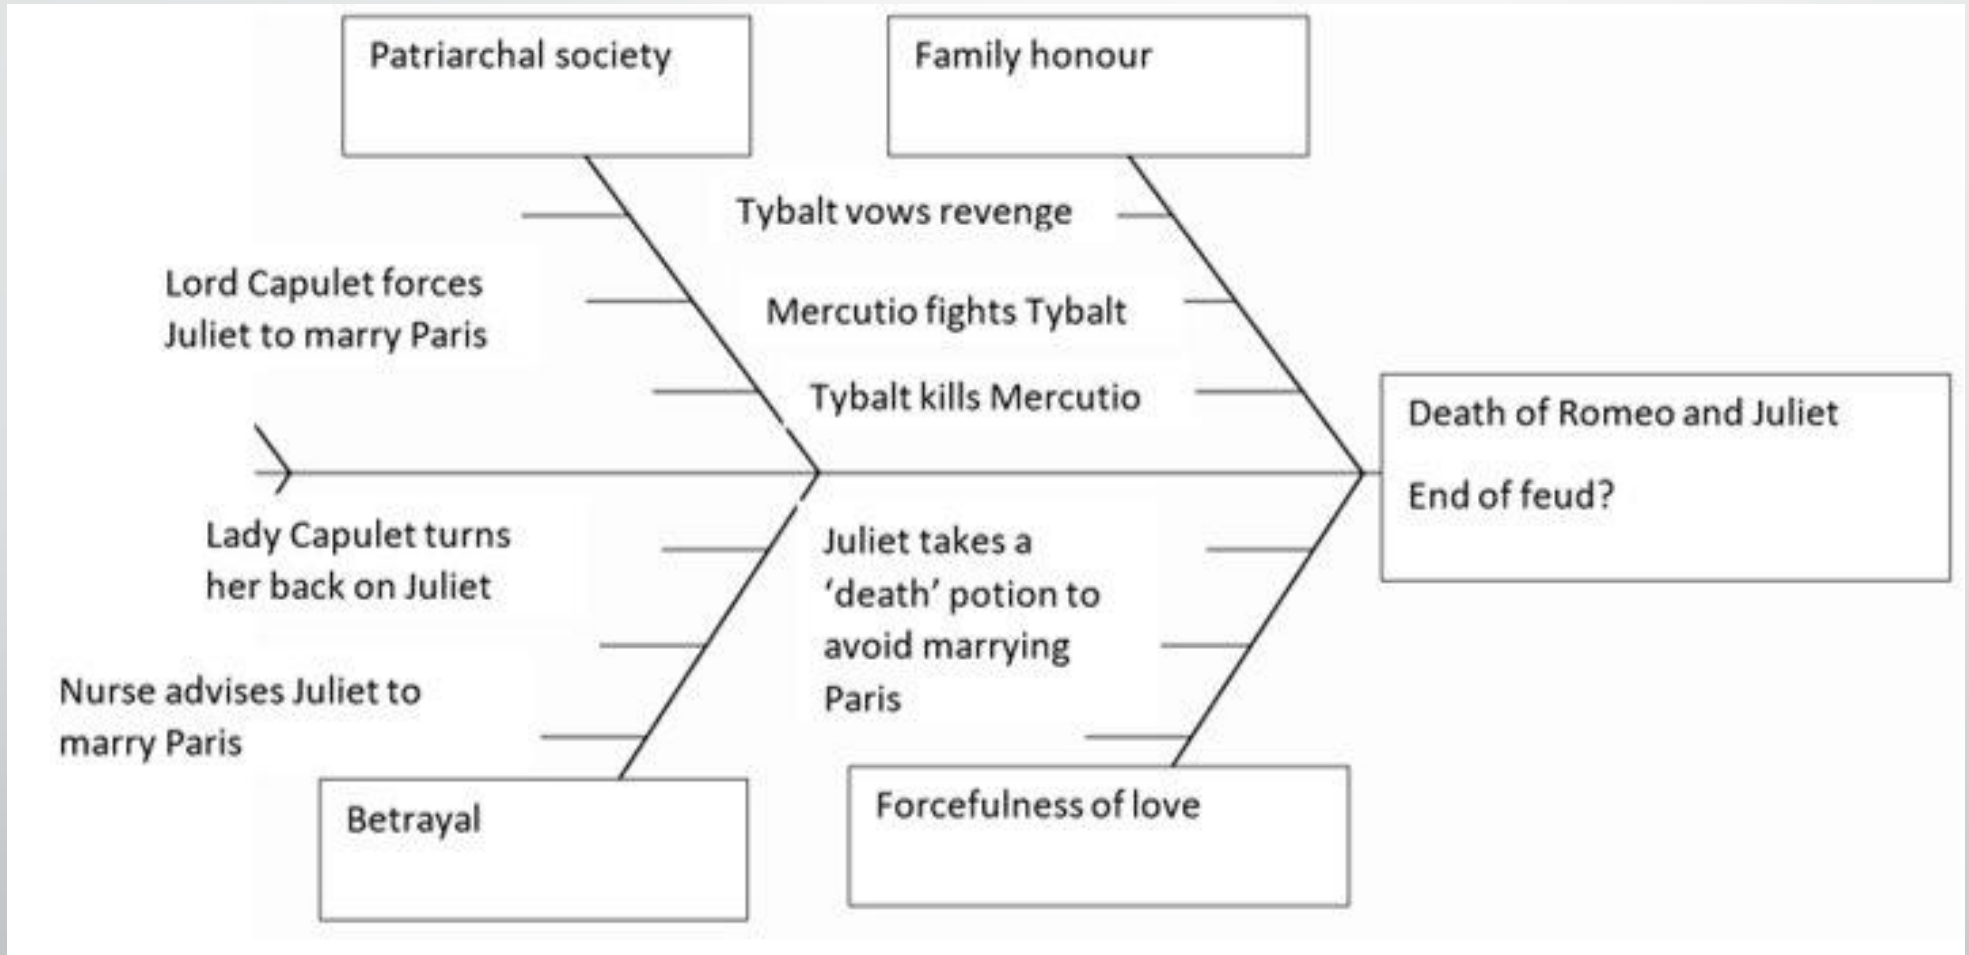 Patriarchal society
Family honour
Tybalt vows revenge
Lord Capulet forces
Juliet to marry Paris
Mercutio fights Tybalt
Tybalt kills Mercutio
Death of Romeo and Juliet
End of feud?
Lady Capulet turns
her back on Juliet
Juliet takes a
‘death’ potion to
avoid marrying
Paris
Nurse advises Juliet to
marry Paris
Betrayal
Forcefulness of love